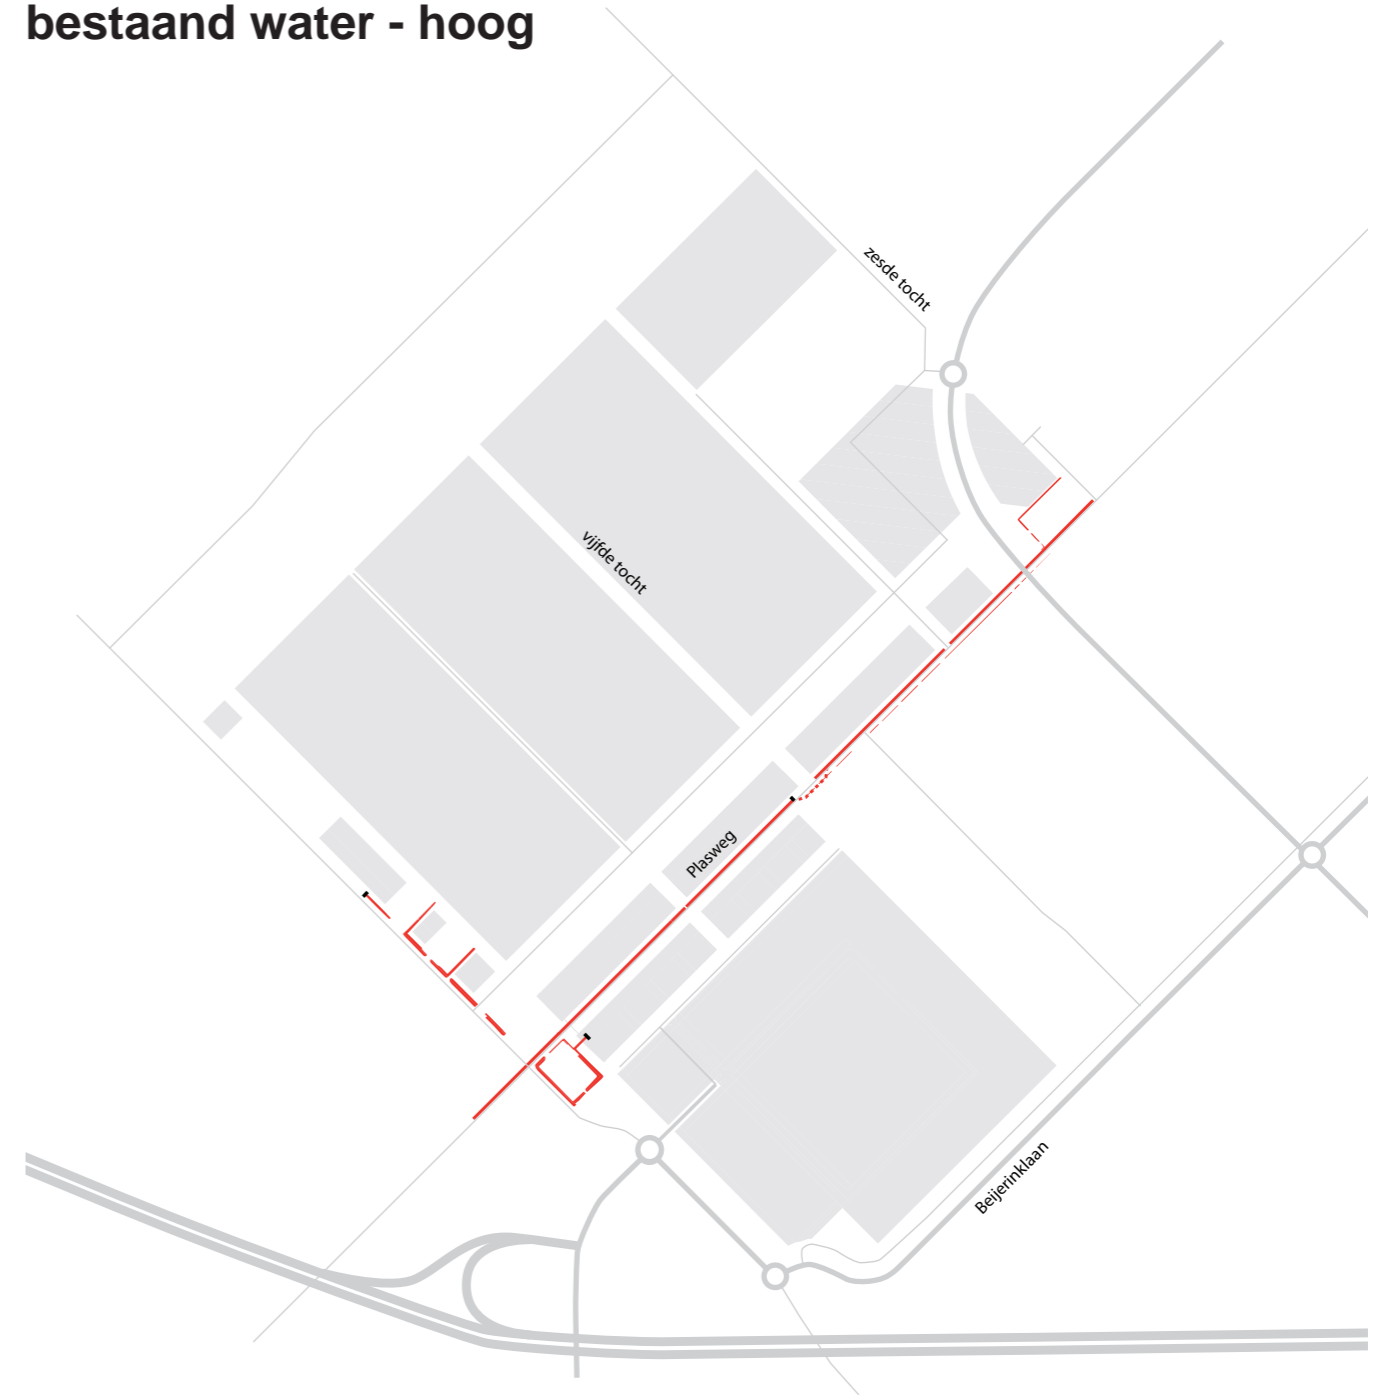 bestaand water - hoog
zesde tocht
vijfde tocht
Plasweg
Beijerinklaan